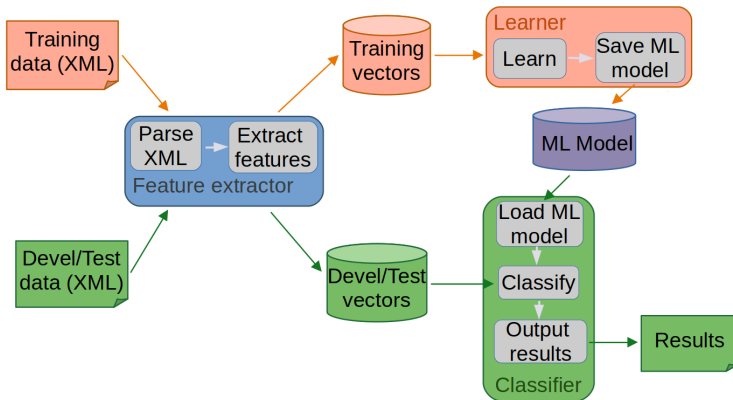 Training
data (XML)
Training
vectors
Learner
Learn
Save ML
model
Parse
XML
Extract
features
Feature extractor
ML Model
Devel/Test
data (XML)
Devel/Test
vectors
Load ML
model
Classify
Output
results
Classifier
Results